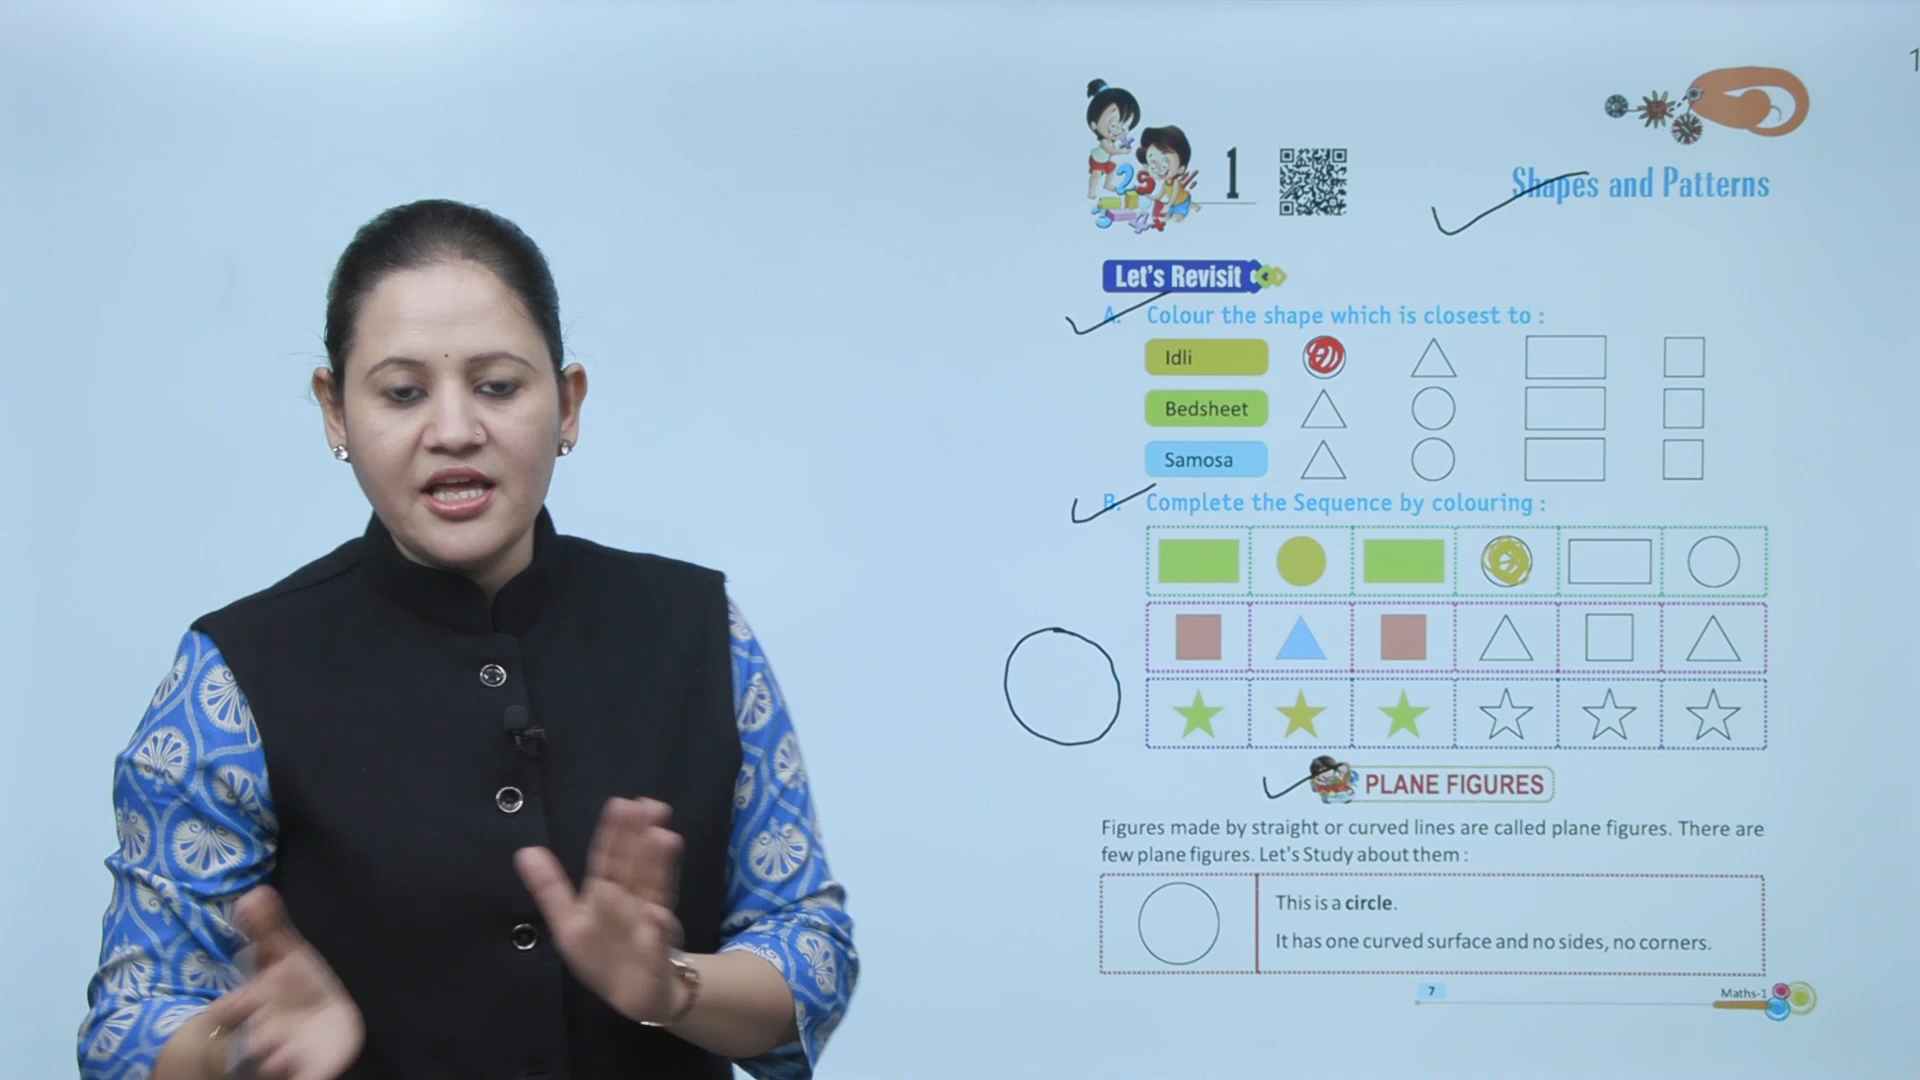 1
1
Shapes and Patterns
Let's Revisit
A. Colour the shape which is closest to :
Idli
Bedsheet
Samosa
B. Complete the Sequence by colouring :
PLANE FIGURES
Figures made by straight or curved lines are called plane figures. There are
few plane figures. Let's Study about them :
This is a circle.
It has one curved surface and no sides, no corners.
7
Maths-1